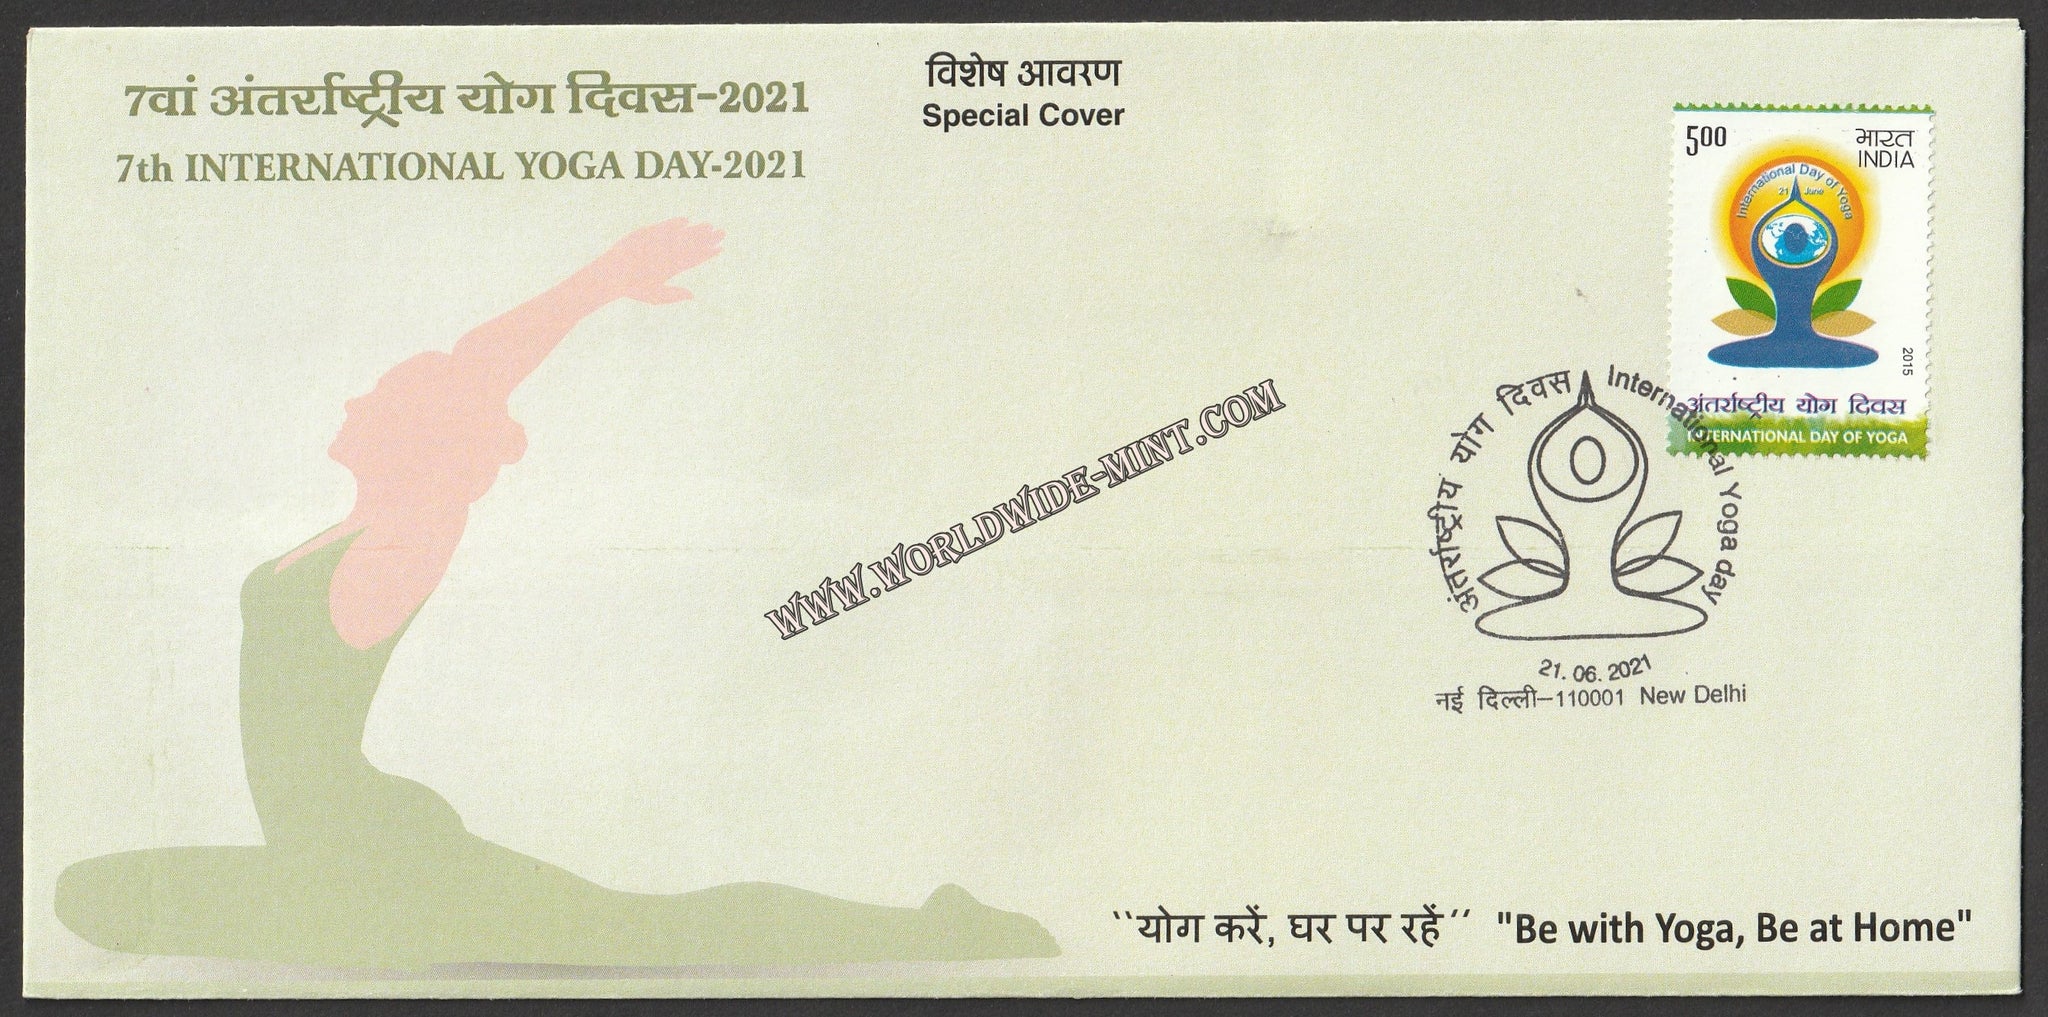 7वां अंतर्राष्ट्रीय योग दिवस-2021
7th INTERNATIONAL YOGA DAY-2021
विशेष आवरण
Special Cover
5.00
भारत
INDIA
International Day of Yoga
21 June
2015
अंतर्राष्ट्रीय योग दिवस
INTERNATIONAL DAY OF YOGA
WWW.WORLDWIDE-MINT.COM
अंतर्राष्ट्रीय योग दिवस International Yoga day
21.06.2021
नई दिल्ली-110001 New Delhi
"योग करें, घर पर रहें" "Be with Yoga, Be at Home"